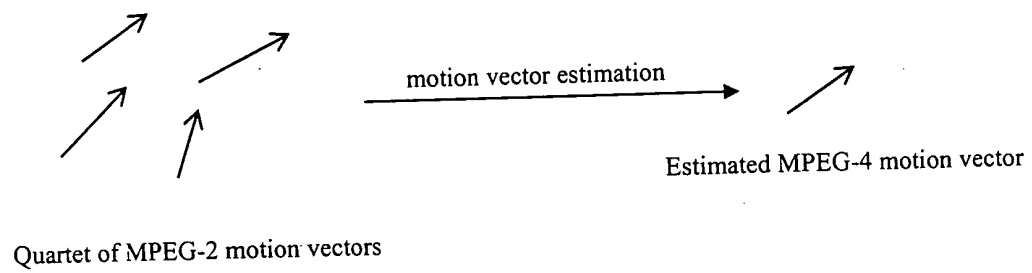 motion vector estimation
Estimated MPEG-4 motion vector
Quartet of MPEG-2 motion vectors